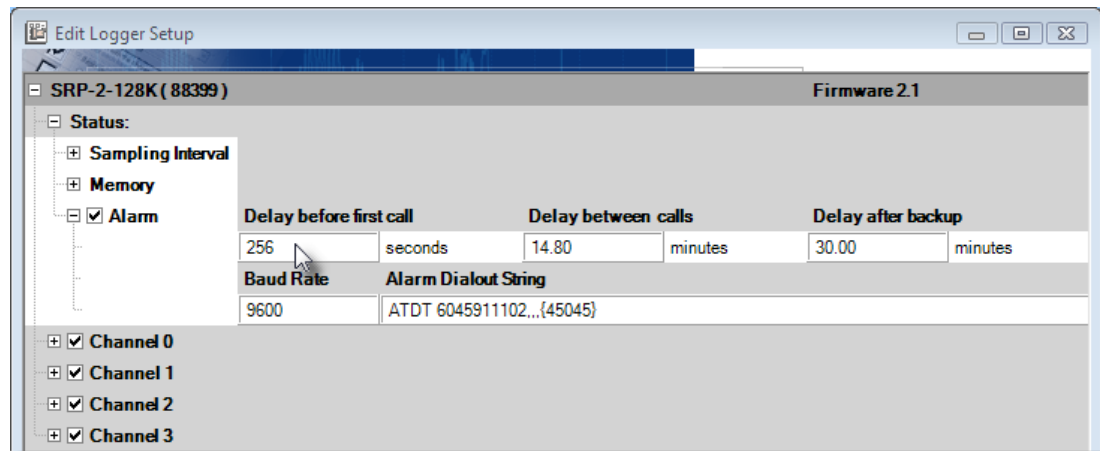 Edit Logger Setup
SRP-2-128K ( 88399 ) Firmware 2.1
Status:
Sampling Interval
Memory
Alarm Delay before first call Delay between calls Delay after backup
256 seconds 14.80 minutes 30.00 minutes
Baud Rate Alarm Dialout String
9600 ATDT 6045911102,,,{45045}
Channel 0
Channel 1
Channel 2
Channel 3